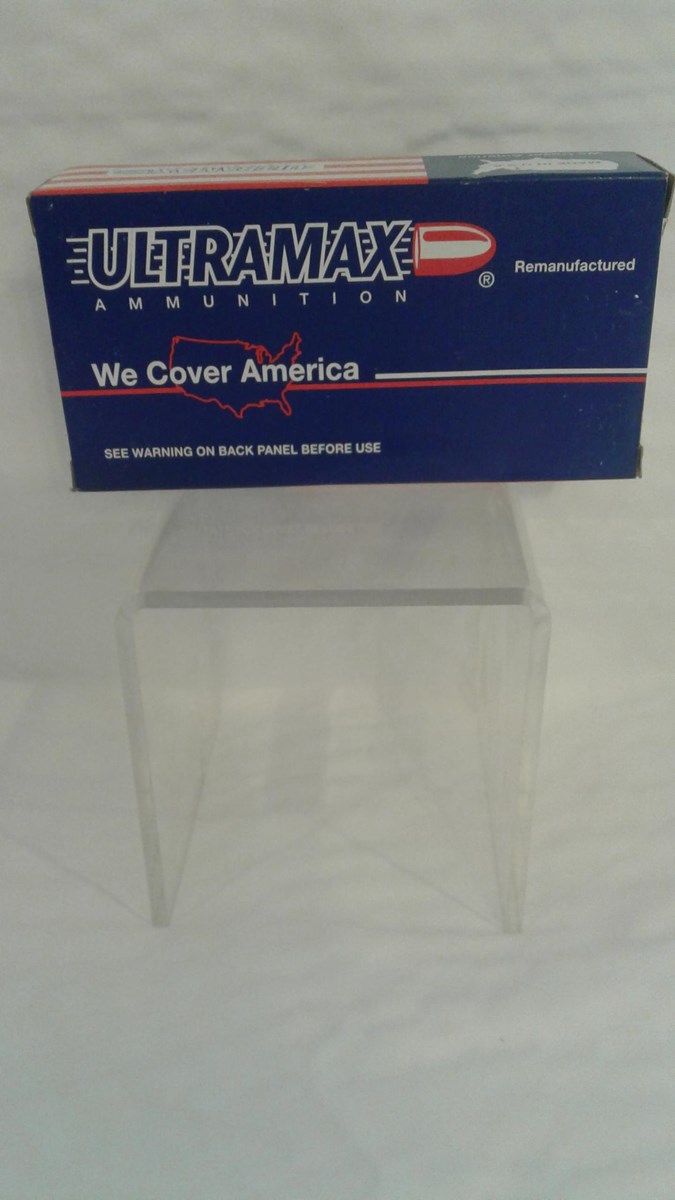 ULTRAMAX
®
Remanufactured
AMMUNITION
We Cover America
SEE WARNING ON BACK PANEL BEFORE USE